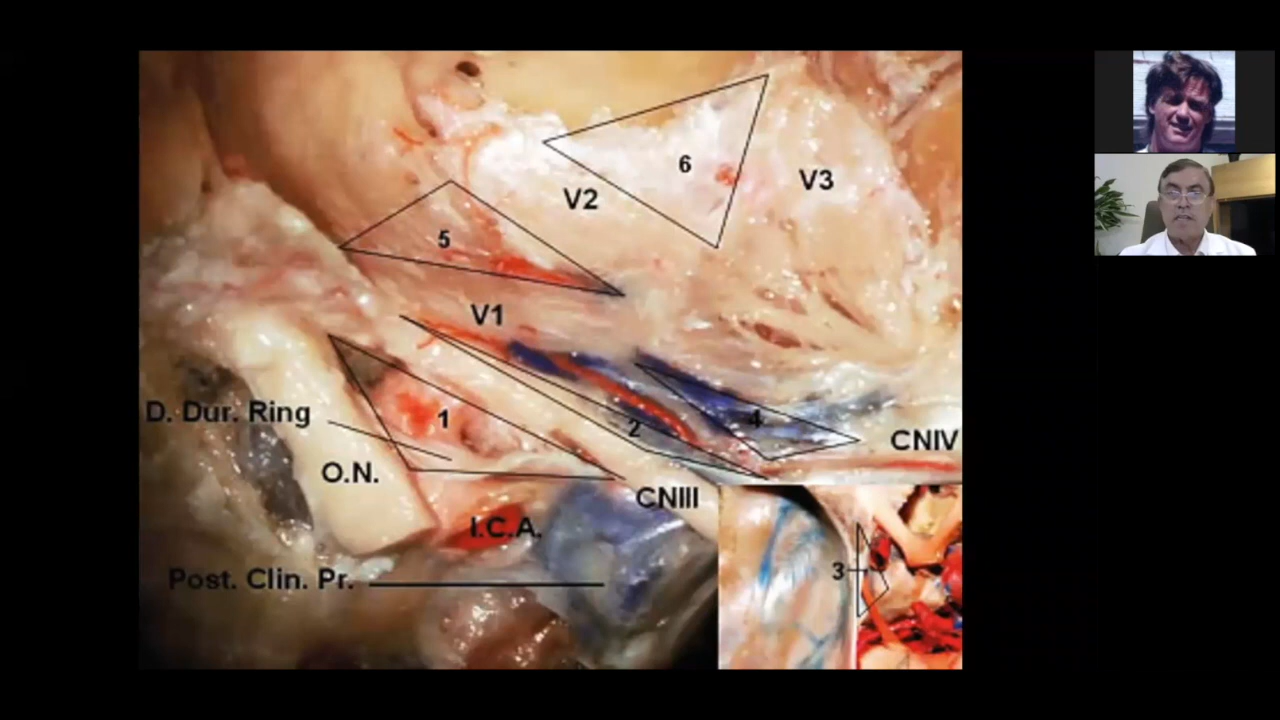 6
V3
V2
5
V1
D. Dur. Ring
1
2
4
CNIV
O.N.
CNIII
I.C.A.
3
Post. Clin. Pr.